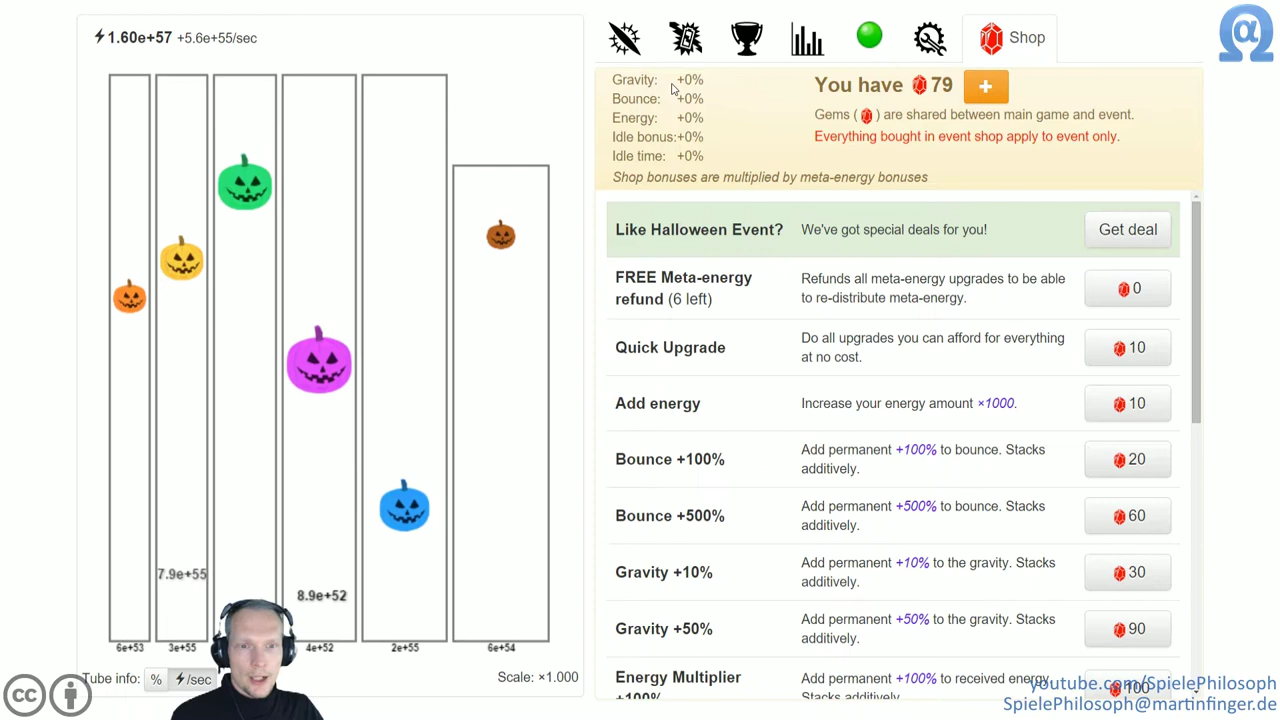 1.60e+57 +5.6e+55/sec
7.9e+55
8.9e+52
6e+53 3e+55 4e+52 2e+55 6e+54
Tube info: % /sec
Scale: ×1.000
Shop
Gravity: +0%
Bounce: +0%
Energy: +0%
Idle bonus:+0%
Idle time: +0%
Shop bonuses are multiplied by meta-energy bonuses
You have 79 +
Gems ( ) are shared between main game and event.
Everything bought in event shop apply to event only.
Like Halloween Event? We've got special deals for you! Get deal
FREE Meta-energy
refund (6 left)
Refunds all meta-energy upgrades to be able
to re-distribute meta-energy.
0
Quick Upgrade
Do all upgrades you can afford for everything
at no cost.
10
Add energy
Increase your energy amount ×1000.
10
Bounce +100%
Add permanent +100% to bounce. Stacks
additively.
20
Bounce +500%
Add permanent +500% to bounce. Stacks
additively.
60
Gravity +10%
Add permanent +10% to the gravity. Stacks
additively.
30
Gravity +50%
Add permanent +50% to the gravity. Stacks
additively.
90
Energy Multiplier
+100%
Add permanent +100% to received energy.
Stacks additively.
100
youtube.com/SpielePhilosoph
SpielePhilosoph@martinfinger.de
cc
α
Ω